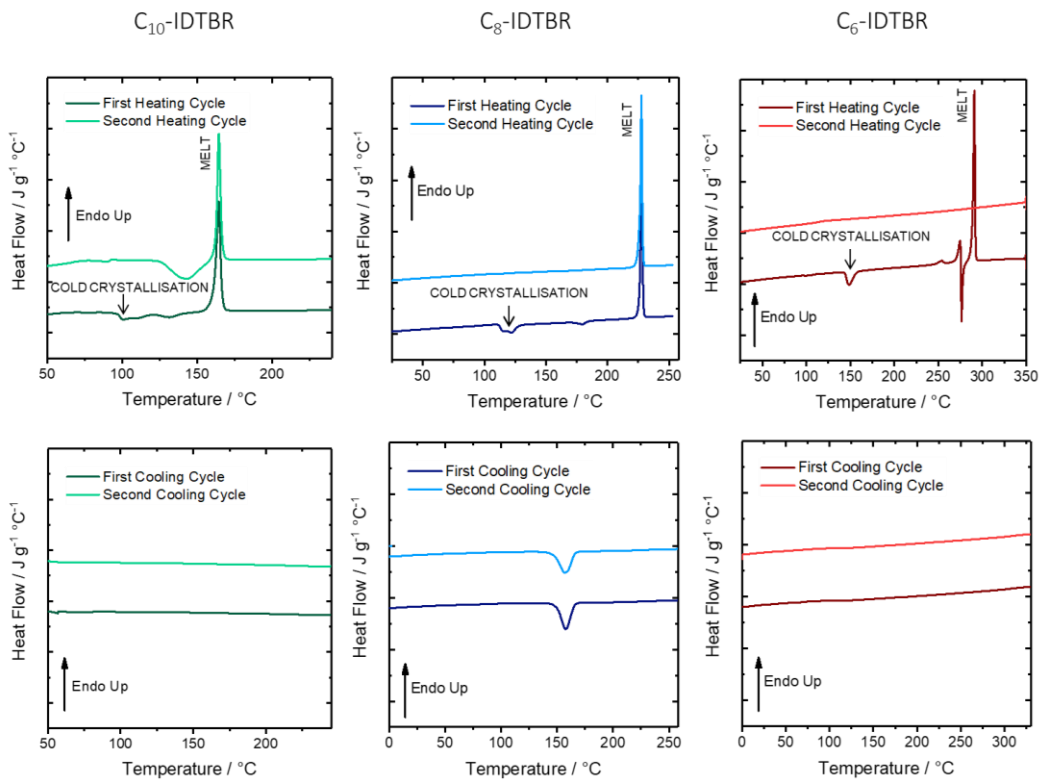 C₁₀-IDTBR
C₈-IDTBR
C₆-IDTBR
First Heating Cycle
Second Heating Cycle
MELT
Endo Up
COLD CRYSTALLISATION
Heat Flow / J g⁻¹ °C⁻¹
50 100 150 200
Temperature / °C
First Heating Cycle
Second Heating Cycle
MELT
Endo Up
COLD CRYSTALLISATION
Heat Flow / J g⁻¹ °C⁻¹
50 100 150 200 250
Temperature / °C
First Heating Cycle
Second Heating Cycle
MELT
COLD CRYSTALLISATION
Endo Up
Heat Flow / J g⁻¹ °C⁻¹
50 100 150 200 250 300 350
Temperature / °C
First Cooling Cycle
Second Cooling Cycle
Endo Up
Heat Flow / J g⁻¹ °C⁻¹
50 100 150 200
Temperature / °C
First Cooling Cycle
Second Cooling Cycle
Endo Up
Heat Flow / J g⁻¹ °C⁻¹
0 50 100 150 200 250
Temperature / °C
First Cooling Cycle
Second Cooling Cycle
Endo Up
Heat Flow / J g⁻¹ °C⁻¹
0 50 100 150 200 250 300
Temperature / °C